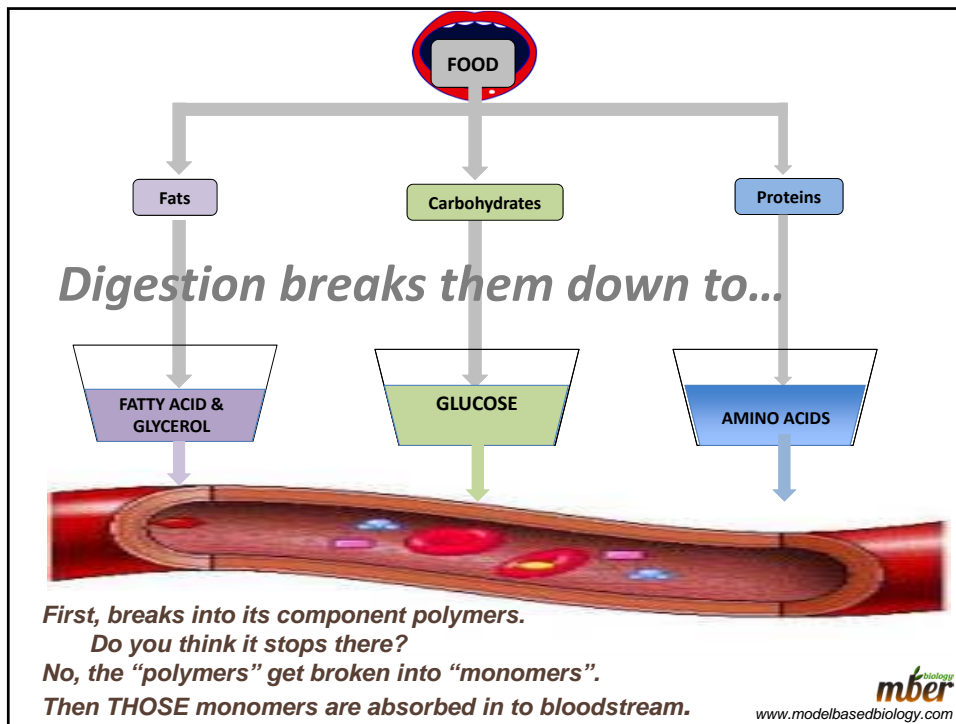 FOOD
Fats
Carbohydrates
Proteins
Digestion breaks them down to…
FATTY ACID &
GLYCEROL
GLUCOSE
AMINO ACIDS
First, breaks into its component polymers.
Do you think it stops there?
No, the “polymers” get broken into “monomers”.
Then THOSE monomers are absorbed in to bloodstream.
biology
mber
www.modelbasedbiology.com